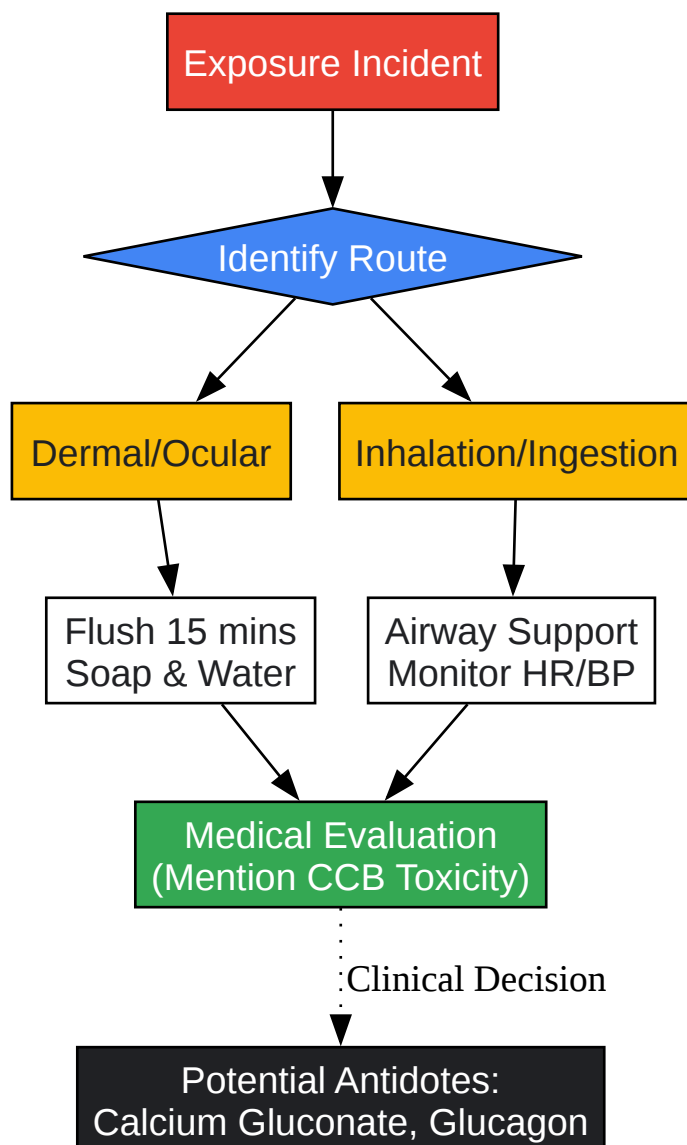 Exposure Incident
Identify Route
Dermal/Ocular
Inhalation/Ingestion
Flush 15 mins
Soap & Water
Airway Support
Monitor HR/BP
Medical Evaluation
(Mention CCB Toxicity)
Clinical Decision
Potential Antidotes:
Calcium Gluconate, Glucagon